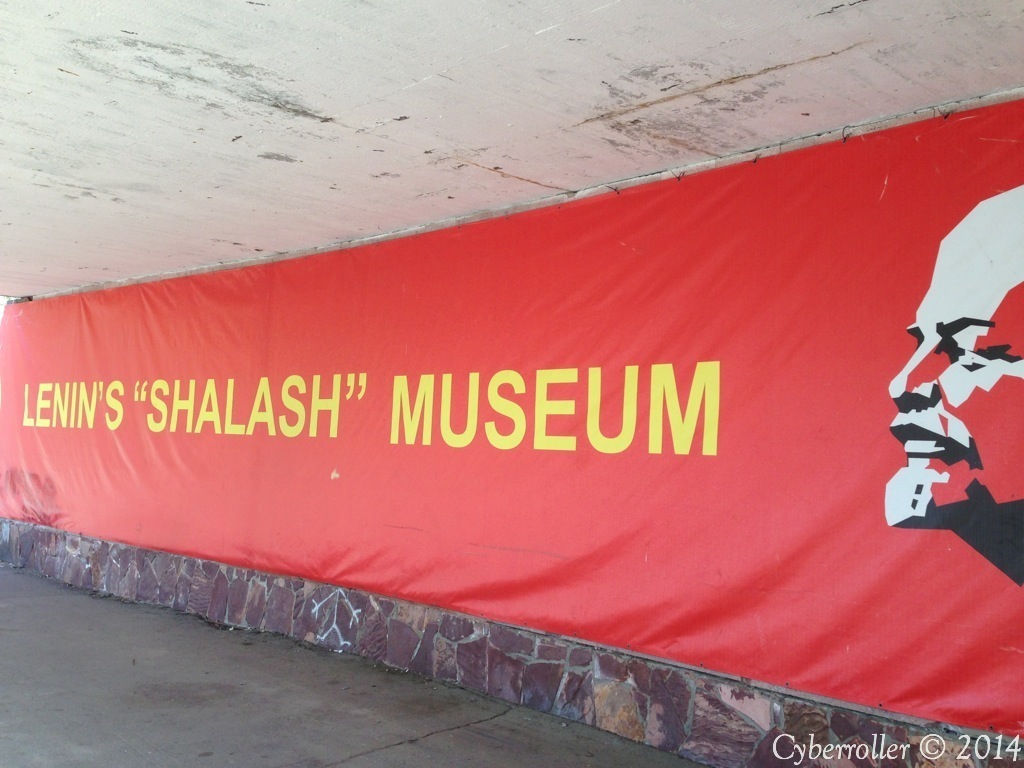 LENIN'S “SHALASH” MUSEUM
Cyberroller © 2014